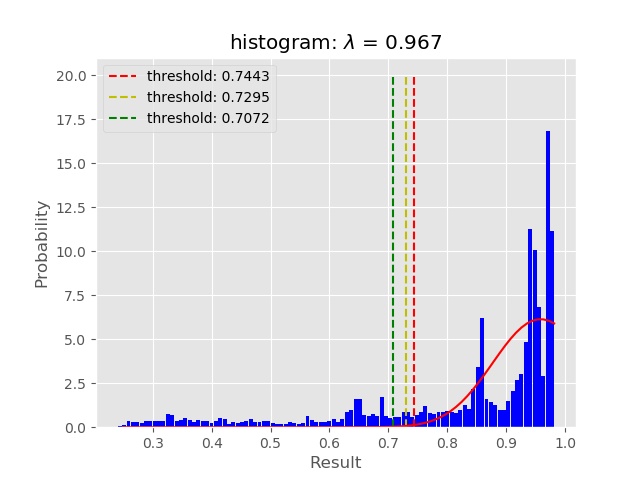 histogram: λ = 0.967
threshold: 0.7443
threshold: 0.7295
threshold: 0.7072
Probability
20.0
17.5
15.0
12.5
10.0
7.5
5.0
2.5
0.0
0.3 0.4 0.5 0.6 0.7 0.8 0.9 1.0
Result